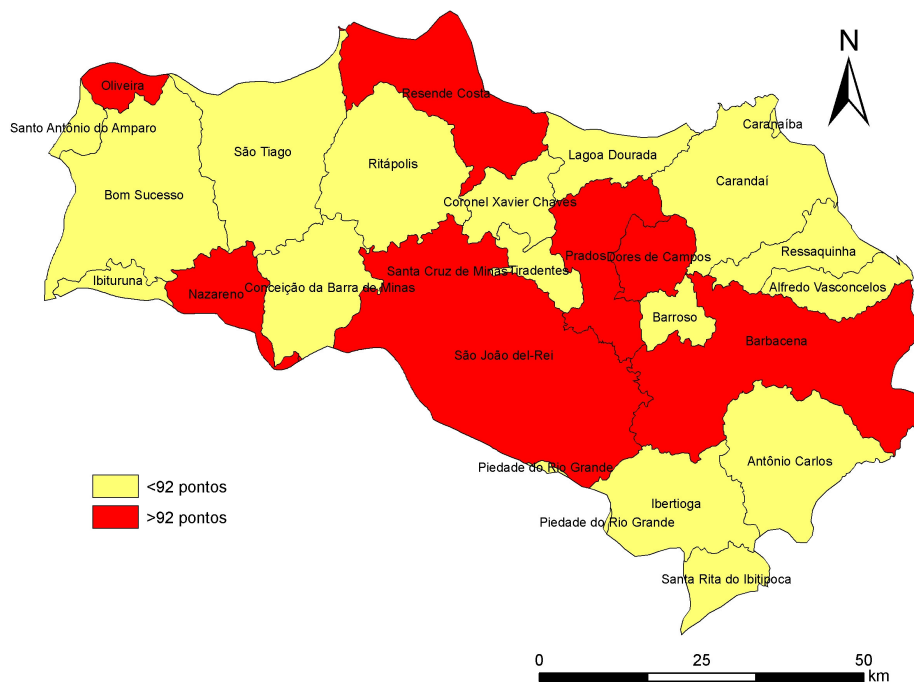 N
Oliveira
Resende Costa
Santo Antônio do Amparo
Caranaíba
São Tiago
Lagoa Dourada
Ritápolis
Carandaí
Bom Sucesso
Coronel Xavier Chaves
Ressaquinha
Prados
Dores de Campos
Santa Cruz de Minas
Tiradentes
Ibituruna
Nazareno
Conceição da Barra de Minas
Alfredo Vasconcelos
Barroso
Barbacena
São João del-Rei
Antônio Carlos
Piedade do Rio Grande
Ibertioga
Piedade do Rio Grande
Santa Rita do Ibitipoca
<92 pontos
>92 pontos
0 25 50
km